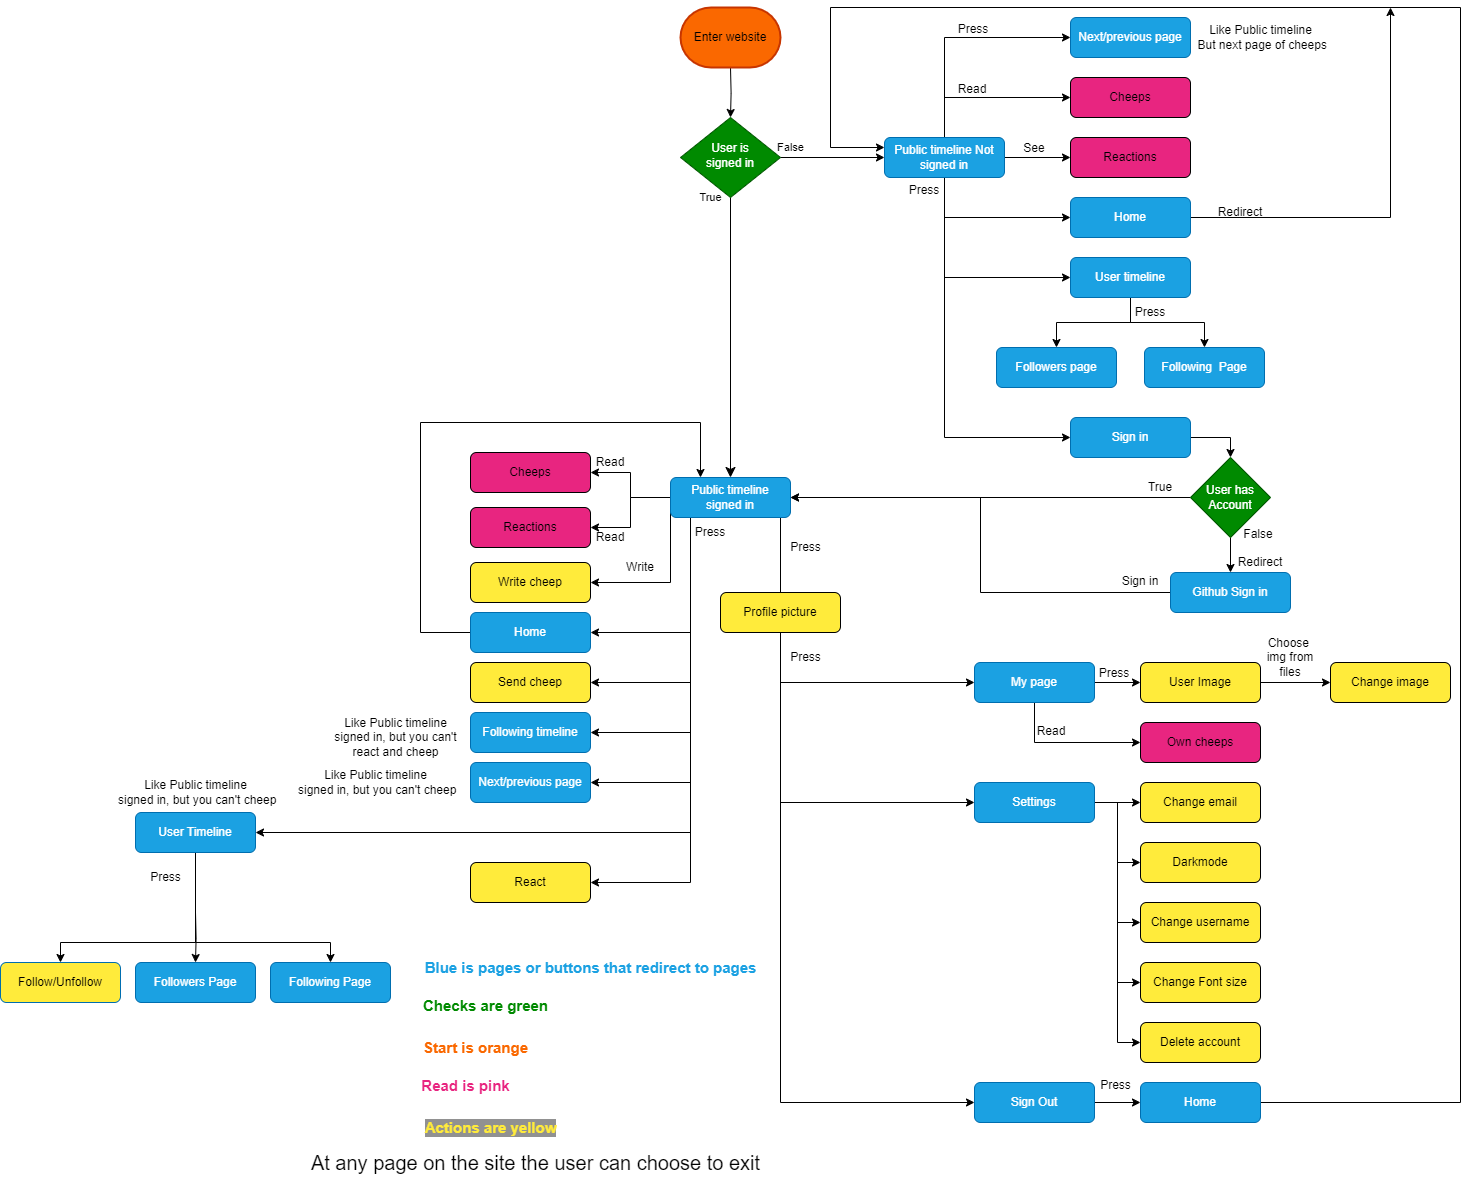 Enter website
User is
signed in
False
True
Public timeline Not
signed in
Press
Next/previous page
Like Public timeline
But next page of cheeps
Read
Cheeps
See
Reactions
Press
Home
Redirect
User timeline
Press
Followers page
Following  Page
Sign in
User has
Account
True
False
Redirect
Github Sign in
Sign in
Public timeline
signed in
Read
Cheeps
Reactions
Read
Write
Write cheep
Press
Home
Send cheep
Like Public timeline
signed in, but you can't
react and cheep
Following timeline
Like Public timeline
signed in, but you can't cheep
Next/previous page
Like Public timeline
signed in, but you can't cheep
User Timeline
Press
React
Follow/Unfollow
Followers Page
Following Page
Press
Profile picture
Press
My page
Press
User Image
Choose
img from
files
Change image
Read
Own cheeps
Settings
Change email
Darkmode
Change username
Change Font size
Delete account
Sign Out
Press
Home
Blue is pages or buttons that redirect to pages
Checks are green
Start is orange
Read is pink
Actions are yellow
At any page on the site the user can choose to exit